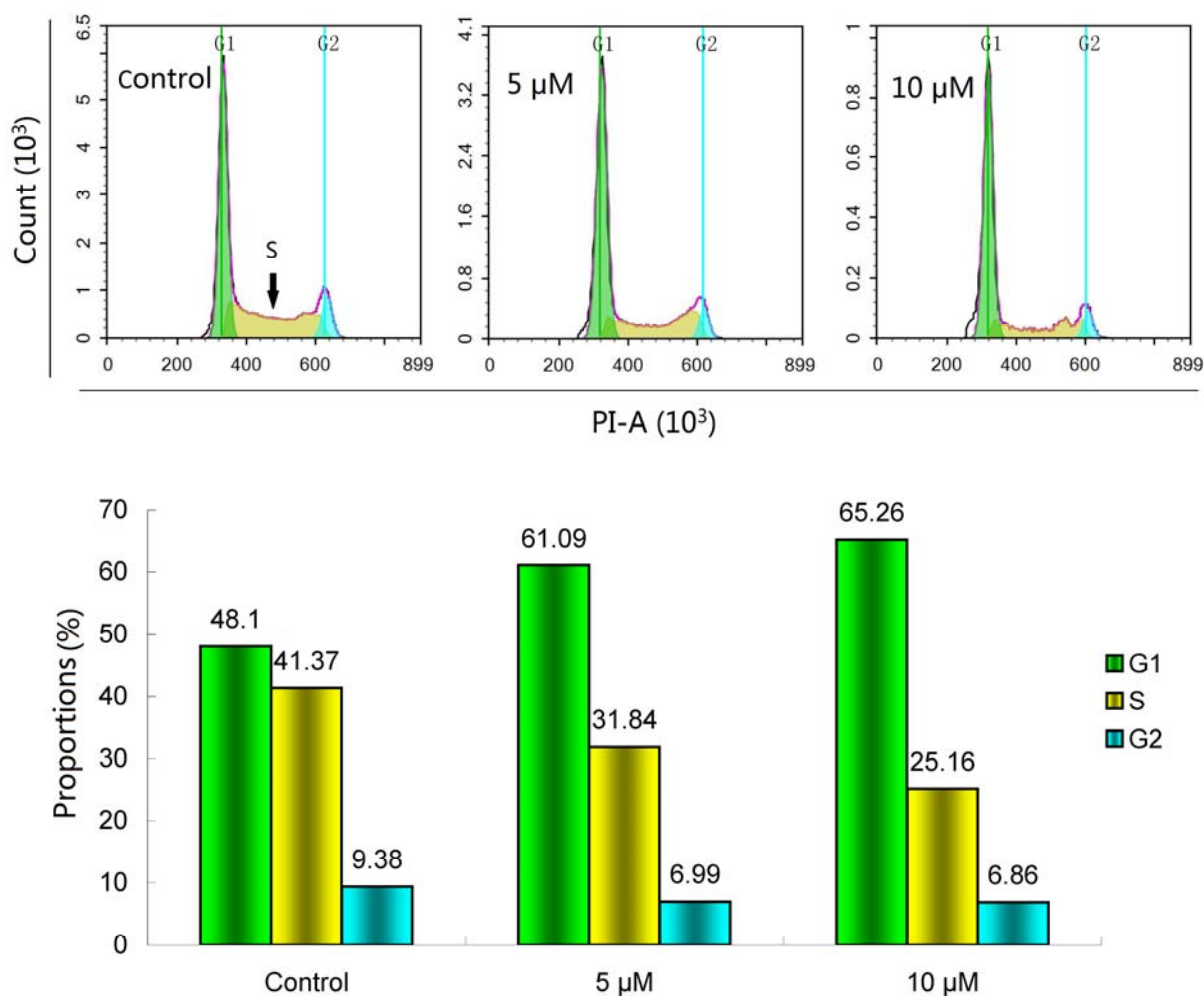 Count (10³)
6.5
5
4
3
2
1
0
G1
G2
Control
S
0
200
400
600
899
4.1
3.2
2.4
1.6
0.8
0
G1
G2
5 µM
0
200
400
600
899
1
0.8
0.6
0.4
0.2
0
G1
G2
10 µM
0
200
400
600
899
PI-A (10³)
Proportions (%)
70
60
50
40
30
20
10
0
48.1
41.37
9.38
61.09
31.84
6.99
65.26
25.16
6.86
G1
S
G2
Control
5 µM
10 µM